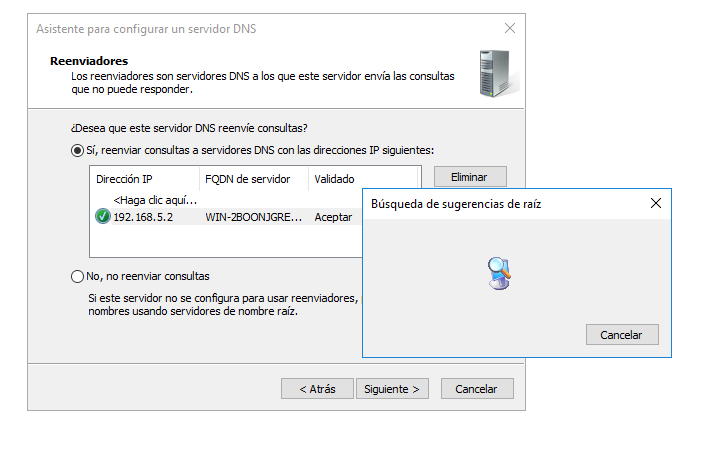 Asistente para configurar un servidor DNS
Reenviadores
Los reenviadores son servidores DNS a los que este servidor envía las consultas
que no puede responder.
¿Desea que este servidor DNS reenvíe consultas?
Sí, reenviar consultas a servidores DNS con las direcciones IP siguientes:
Dirección IP FQDN de servidor Validado
Eliminar
<Haga clic aquí...
192.168.5.2 WIN-2BOONJGRE... Aceptar
Búsqueda de sugerencias de raíz
Cancelar
No, no reenviar consultas
Si este servidor no se configura para usar reenviadores,
nombres usando servidores de nombre raíz.
< Atrás Siguiente > Cancelar